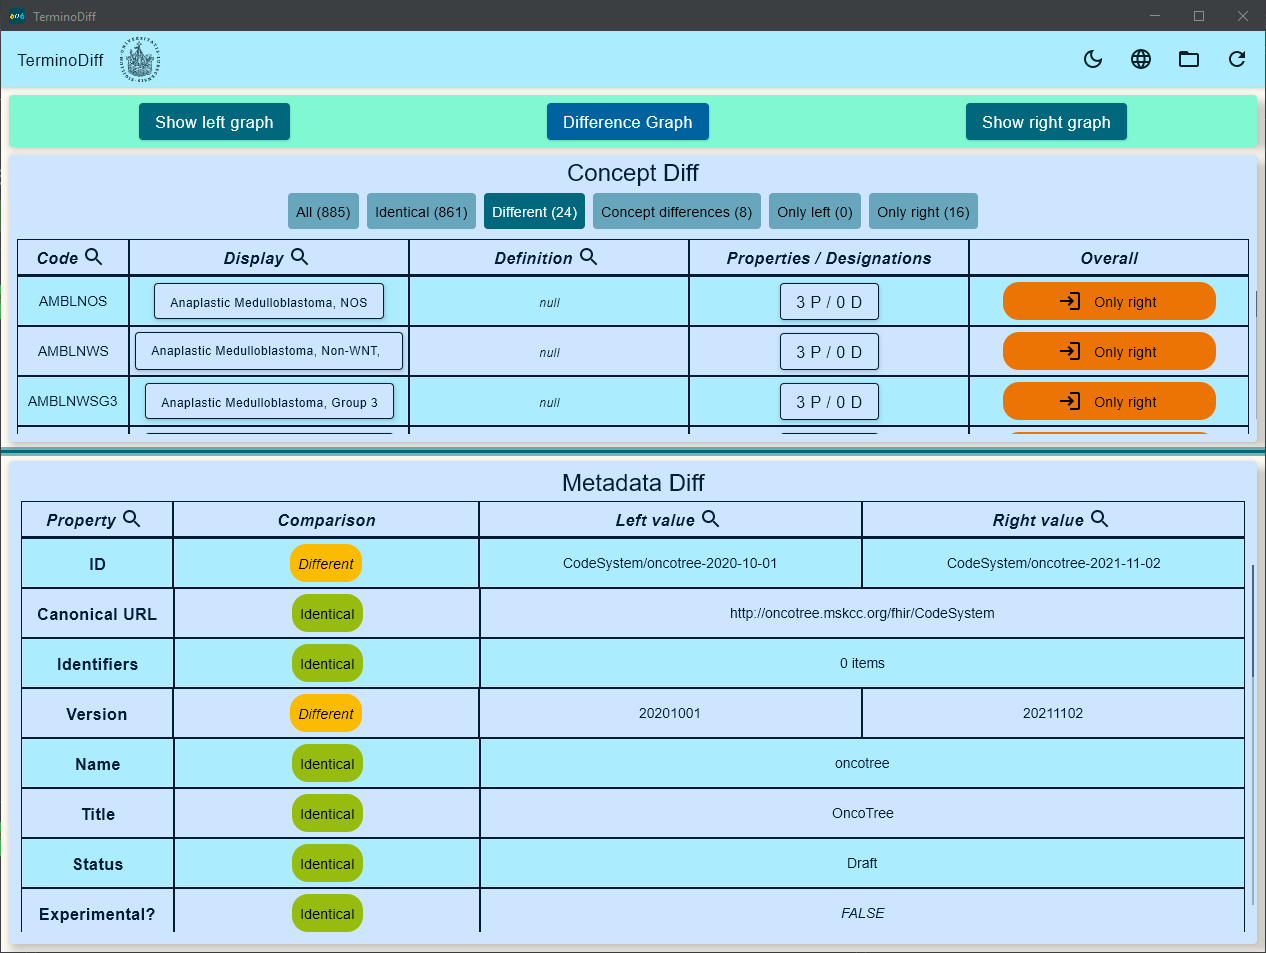 TerminoDiff
TerminoDiff
Show left graph Difference Graph Show right graph
Concept Diff
All (885) Identical (861) Different (24) Concept differences (8) Only left (0) Only right (16)
Code Display Definition Properties / Designations Overall
AMBLNOS Anaplastic Medulloblastoma, NOS null 3 P / 0 D Only right
AMBLNWS Anaplastic Medulloblastoma, Non-WNT, null 3 P / 0 D Only right
AMBLNWSG3 Anaplastic Medulloblastoma, Group 3 null 3 P / 0 D Only right
Metadata Diff
Property Comparison Left value Right value
ID Different CodeSystem/oncotree-2020-10-01 CodeSystem/oncotree-2021-11-02
Canonical URL Identical http://oncotree.mskcc.org/fhir/CodeSystem
Identifiers Identical 0 items
Version Different 20201001 20211102
Name Identical oncotree
Title Identical OncoTree
Status Identical Draft
Experimental? Identical FALSE